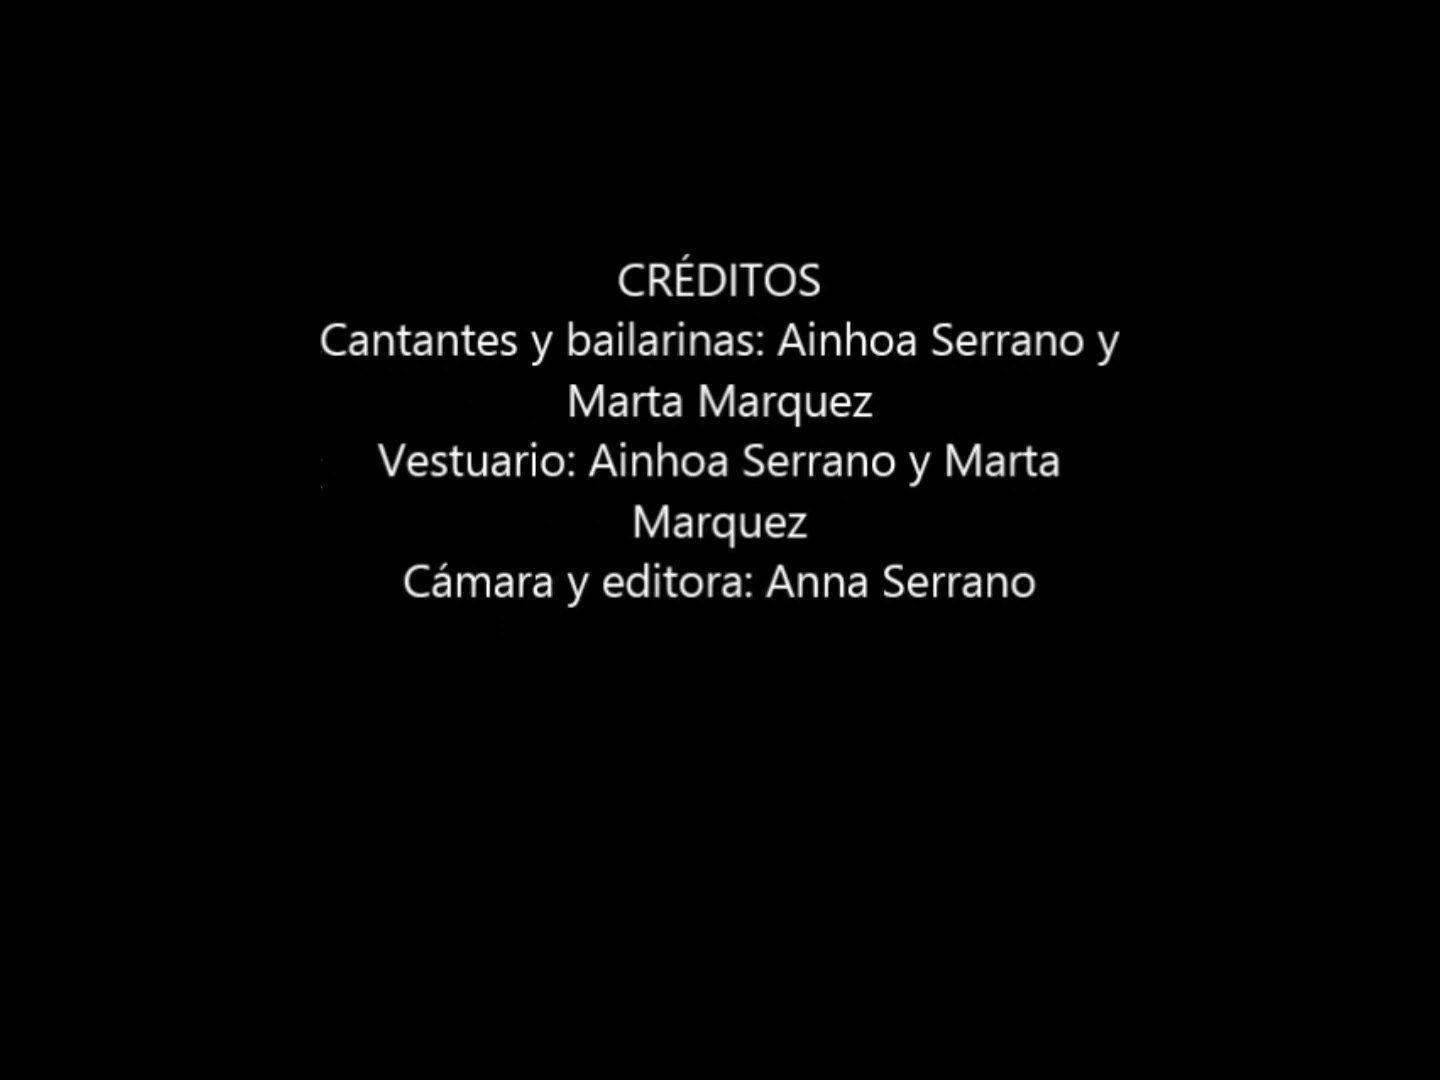 CRÉDITOS
Cantantes y bailarinas: Ainhoa Serrano y
Marta Marquez
Vestuario: Ainhoa Serrano y Marta
Marquez
Cámara y editora: Anna Serrano